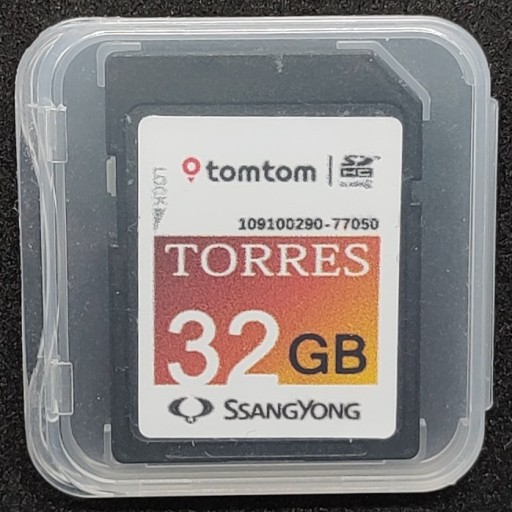 tomtom
SD HC
LOCK
109100290-77050
TORRES
32 GB
SSANGYONG